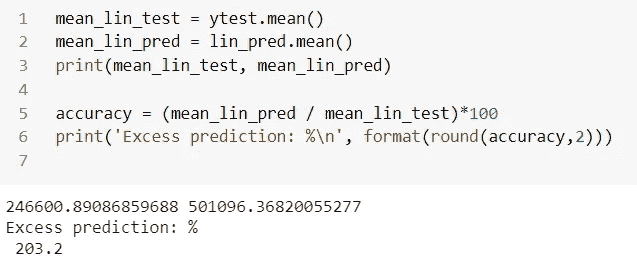 1 mean_lin_test = ytest.mean()
2 mean_lin_pred = lin_pred.mean()
3 print(mean_lin_test, mean_lin_pred)
4
5 accuracy = (mean_lin_pred / mean_lin_test)*100
6 print('Excess prediction: %\n', format(round(accuracy,2)))
7
246600.89086859688 501096.36820055277
Excess prediction: %
 203.2